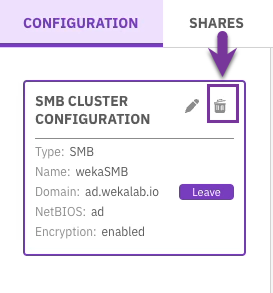 CONFIGURATION
SHARES
SMB CLUSTER
CONFIGURATION
Type: SMB
Name: wekaSMB
Domain: ad.wekalab.io
Leave
NetBIOS: ad
Encryption: enabled